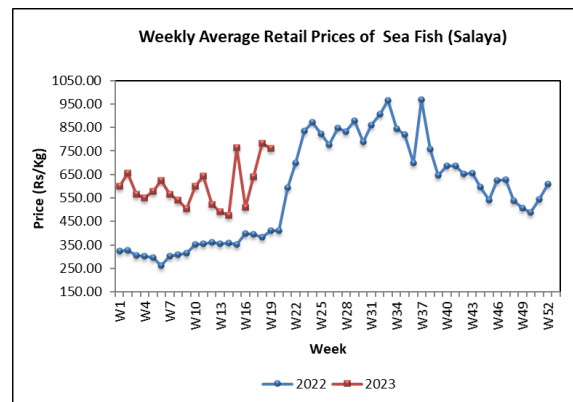 Weekly Average Retail Prices of Sea Fish (Salaya)
Price (Rs/kg)
1050.00
950.00
850.00
750.00
650.00
550.00
450.00
350.00
250.00
150.00
W1
W4
W7
W10
W13
W16
W19
W22
W25
W28
W31
W34
W37
W40
W43
W46
W49
W52
Week
2022
2023